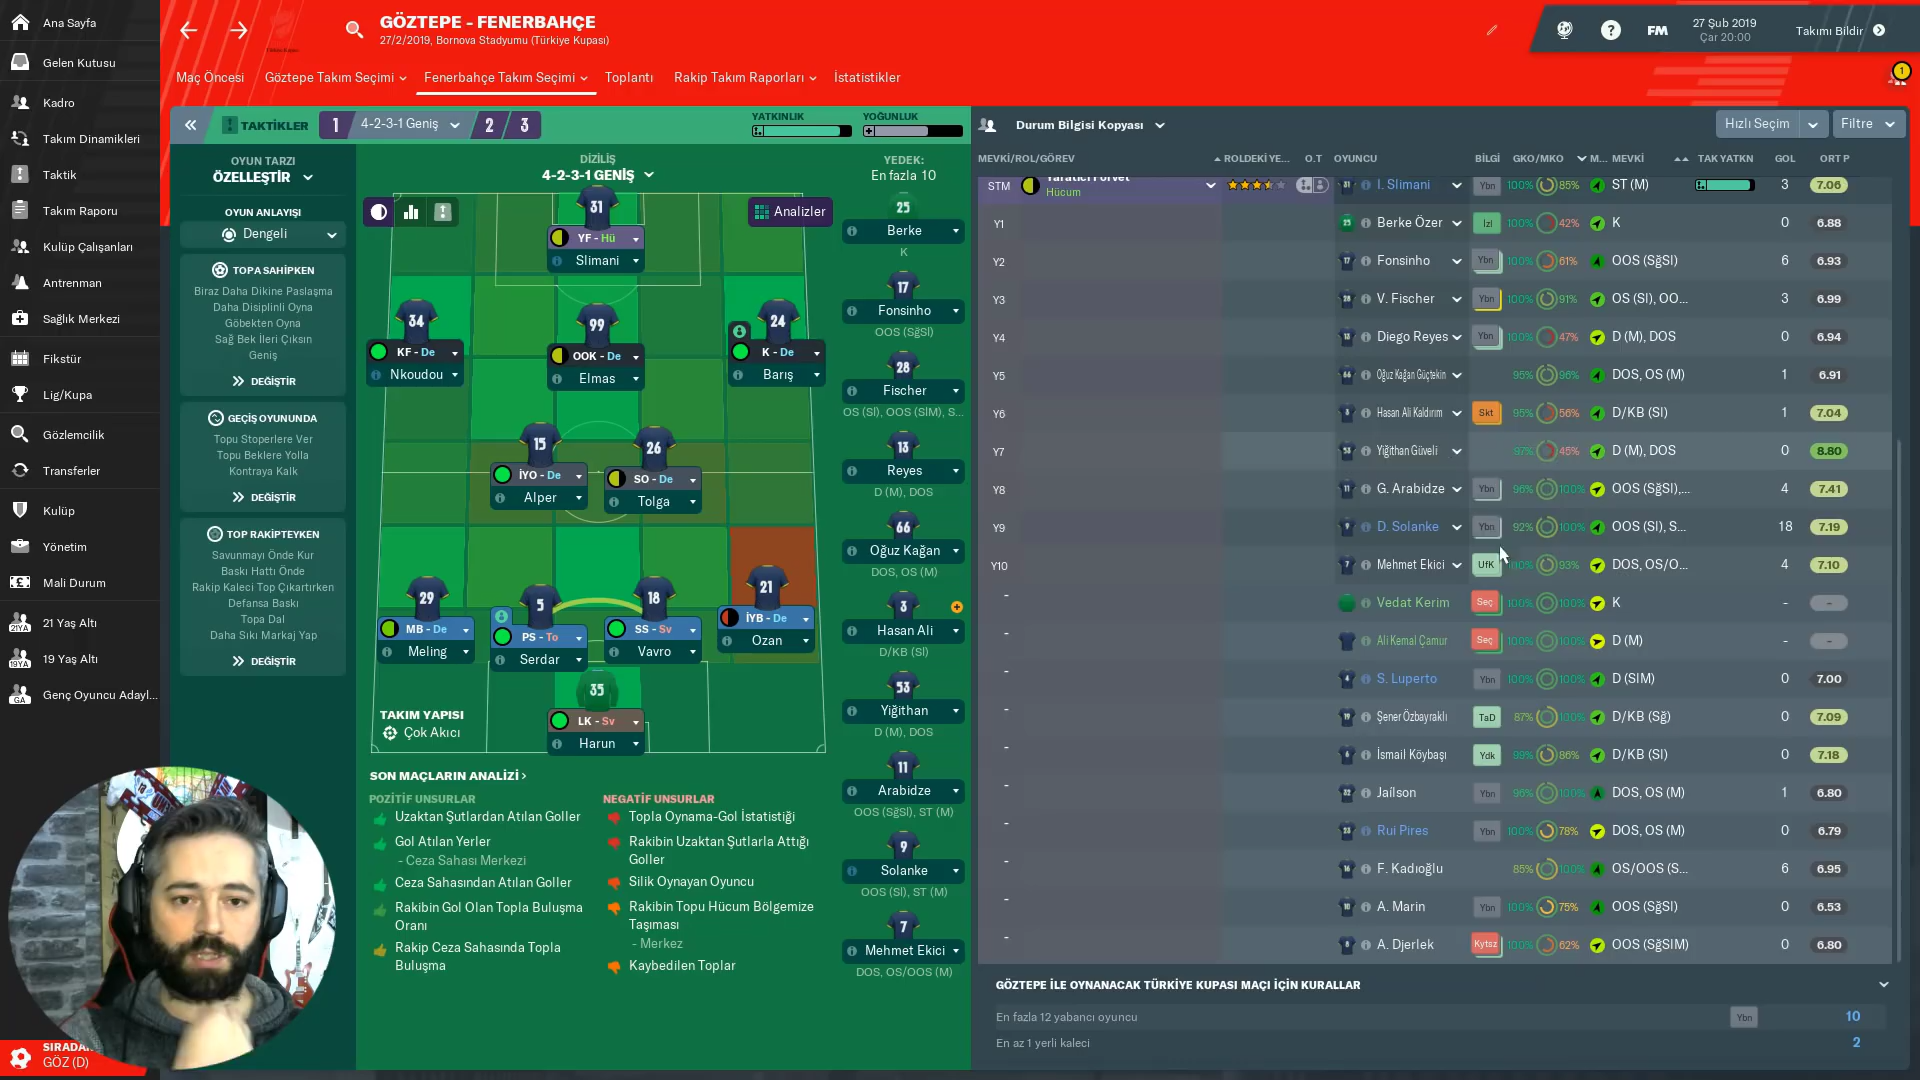 Ana Sayfa
Gelen Kutusu
Kadro
Takım Dinamikleri
Taktik
Takım Raporu
Kulüp Çalışanları
Antrenman
Sağlık Merkezi
Fikstür
Lig/Kupa
Gözlemcilik
Transferler
Kulüp
Yönetim
Mali Durum
21YA 21 Yaş Altı
19YA 19 Yaş Altı
GA Genç Oyuncu Adayl...
SIRADA
GÖZ (D)
GÖZTEPE - FENERBAHÇE
27/2/2019, Bornova Stadyumu (Türkiye Kupası)
FM
27 Şub 2019
Çar 20:00
Takımı Bildir
1
Maç Öncesi
Göztepe Takım Seçimi
Fenerbahçe Takım Seçimi
Toplantı
Rakip Takım Raporları
İstatistikler
TAKTİKLER
1 4-2-3-1 Geniş 2 3
YATKINLIK
YOĞUNLUK
OYUN TARZI
ÖZELLEŞTİR
OYUN ANLAYIŞI
Dengeli
TOPA SAHİPKEN
Biraz Daha Dikine Paslaşma
Daha Disiplinli Oyna
Göbekten Oyna
Sağ Bek İleri Çıksın
Geniş
DEĞİŞTİR
GEÇİŞ OYUNUNDA
Topu Stoperlere Ver
Topu Beklere Yolla
Kontraya Kalk
DEĞİŞTİR
TOP RAKİPTEYKEN
Savunmayı Önde Kur
Baskı Hattı Önde
Rakip Kaleci Top Çıkartırken
Defansa Baskı
Topa Dal
Daha Sıkı Markaj Yap
DEĞİŞTİR
DİZİLİŞ
4-2-3-1 GENİŞ
Analizler
31
YF - Hü
Slimani
34
KF - De
Nkoudou
99
OOK - De
Elmas
24
K - De
Barış
15
İYO - De
Alper
26
SO - De
Tolga
29
MB - De
Meling
5
PS - To
Serdar
18
SS - Sv
Vavro
21
İYB - De
Ozan
35
LK - Sv
Harun
TAKIM YAPISI
Çok Akıcı
YEDEK:
En fazla 10
25
Berke
K
17
Fonsinho
OOS (SğSl)
28
Fischer
OS (Sl), OOS (SlM), S...
13
Reyes
D (M), DOS
66
Oğuz Kağan
DOS, OS (M)
3
Hasan Ali
D/KB (Sl)
53
Yiğithan
D (M), DOS
11
Arabidze
OOS (SğSl), ST (M)
9
Solanke
OOS (Sl), ST (M)
7
Mehmet Ekici
DOS, OS/OOS (M)
SON MAÇLARIN ANALİZİ
POZİTİF UNSURLAR
Uzaktan Şutlardan Atılan Goller
Gol Atılan Yerler
- Ceza Sahası Merkezi
Ceza Sahasından Atılan Goller
Rakibin Gol Olan Topla Buluşma
Oranı
Rakip Ceza Sahasında Topla
Buluşma
NEGATİF UNSURLAR
Topla Oynama-Gol İstatistiği
Rakibin Uzaktan Şutlarla Attığı
Goller
Silik Oynayan Oyuncu
Rakibin Topu Hücum Bölgemize
Taşıması
- Merkez
Kaybedilen Toplar
Durum Bilgisi Kopyası
Hızlı Seçim
Filtre
MEVKİ/ROL/GÖREV ROLDEKİ YE... O.T OYUNCU BİLGİ GKO/MKO M... MEVKİ TAK YATKN GOL ORT P
STM Yaratıcı Forvet Hücum 31 I. Slimani Ybn 100% 85% ST (M) 3 7.06
Y1 25 Berke Özer İzi 100% 42% K 0 6.88
Y2 17 Fonsinho Ybn 100% 61% OOS (SğSl) 6 6.93
Y3 28 V. Fischer Ybn 100% 91% OS (Sl), OO... 3 6.99
Y4 13 Diego Reyes Ybn 100% 47% D (M), DOS 0 6.94
Y5 66 Oğuz Kağan Güçtekin 95% 96% DOS, OS (M) 1 6.91
Y6 3 Hasan Ali Kaldırım Skt 95% 56% D/KB (Sl) 1 7.04
Y7 53 Yiğithan Güveli 97% 45% D (M), DOS 0 8.80
Y8 11 G. Arabidze Ybn 96% 100% OOS (SğSl),... 4 7.41
Y9 9 D. Solanke Ybn 92% 100% OOS (Sl), S... 18 7.19
Y10 7 Mehmet Ekici UfK 100% 93% DOS, OS/O... 4 7.10
- Vedat Kerim Seç 100% 100% K - -
- Ali Kemal Çamur Seç 100% 100% D (M) - -
- 4 S. Luperto Ybn 100% 100% D (SlM) 0 7.00
- 19 Şener Özbayraklı TaD 87% 100% D/KB (Sğ) 0 7.09
- İsmail Köybaşı Ydk 99% 86% D/KB (Sl) 0 7.18
- Jaílson Ybn 96% 100% DOS, OS (M) 1 6.80
- 23 Rui Pires Ybn 100% 78% DOS, OS (M) 0 6.79
- F. Kadıoğlu 85% 100% OS/OOS (S... 6 6.95
- A. Marin Ybn 100% 75% OOS (SğSl) 0 6.53
- A. Djerlek Kytsz 100% 62% OOS (SğSlM) 0 6.80
GÖZTEPE İLE OYNANACAK TÜRKİYE KUPASI MAÇI İÇİN KURALLAR
En fazla 12 yabancı oyuncu Ybn 10
En az 1 yerli kaleci 2